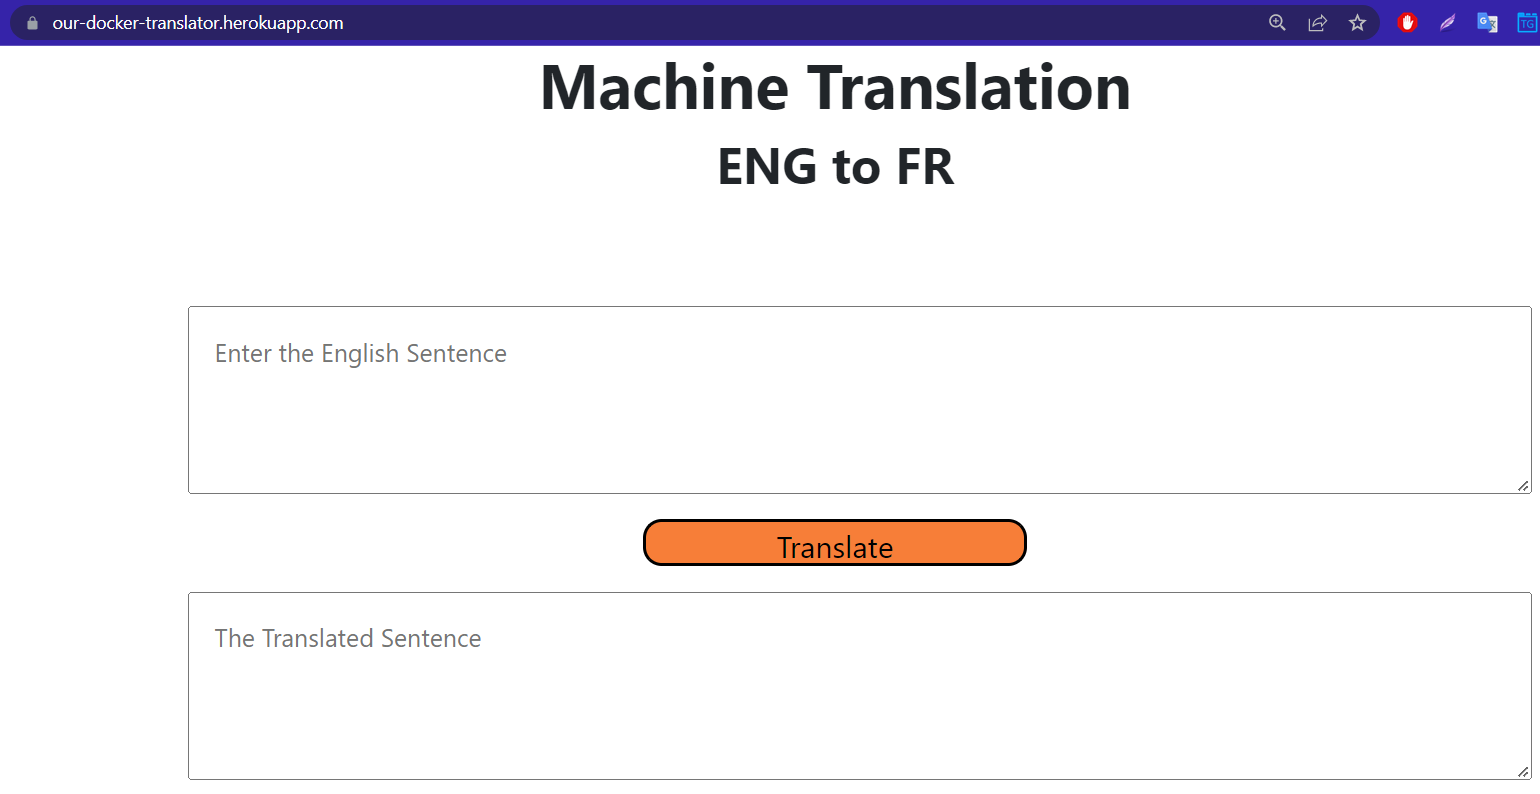 our-docker-translator.herokuapp.com
Machine Translation
ENG to FR
Enter the English Sentence
Translate
The Translated Sentence